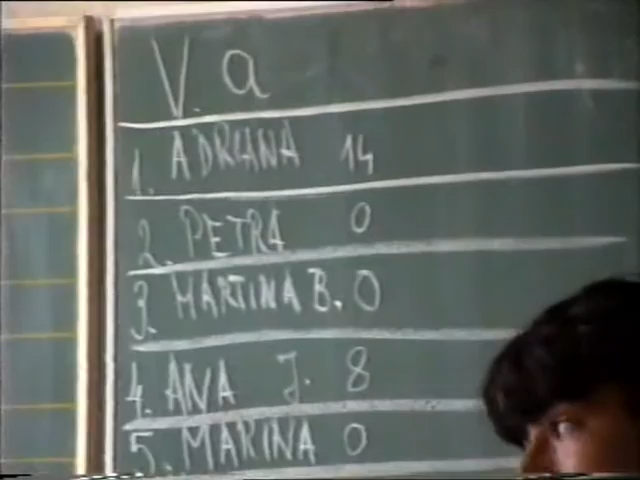 V. a
1. ADRIANA 14
2. PETRA 0
3. MARTINA B. 0
4. ANA J. 8
5. MARINA 0